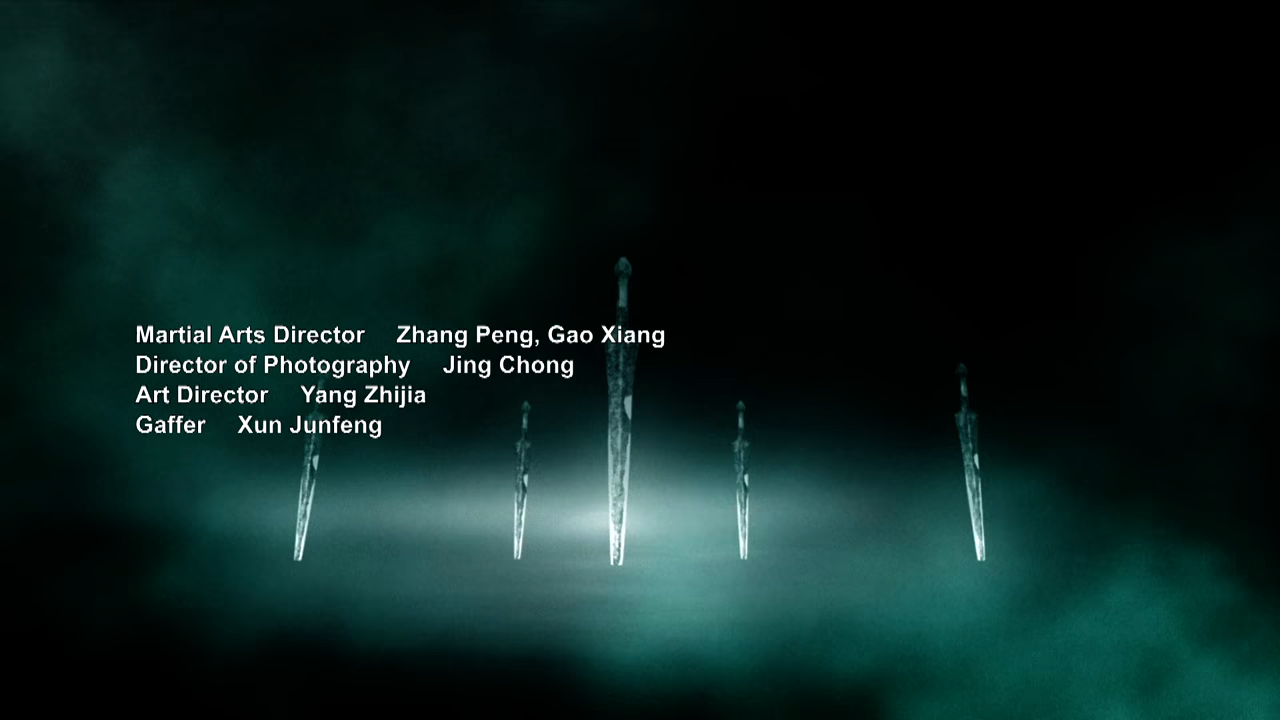 Martial Arts Director Zhang Peng, Gao Xiang
Director of Photography Jing Chong
Art Director Yang Zhijia
Gaffer Xun Junfeng